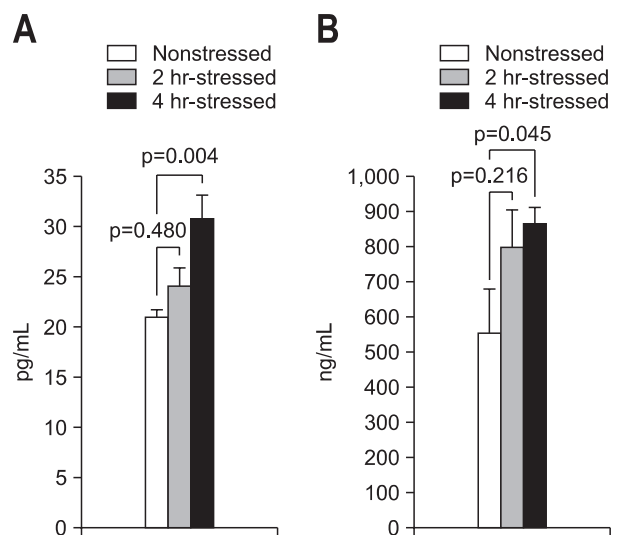 A
Nonstressed
2 hr-stressed
4 hr-stressed
p=0.004
p=0.480
35
30
25
20
15
10
5
0
pg/mL
B
Nonstressed
2 hr-stressed
4 hr-stressed
p=0.045
p=0.216
1,000
900
800
700
600
500
400
300
200
100
0
ng/mL